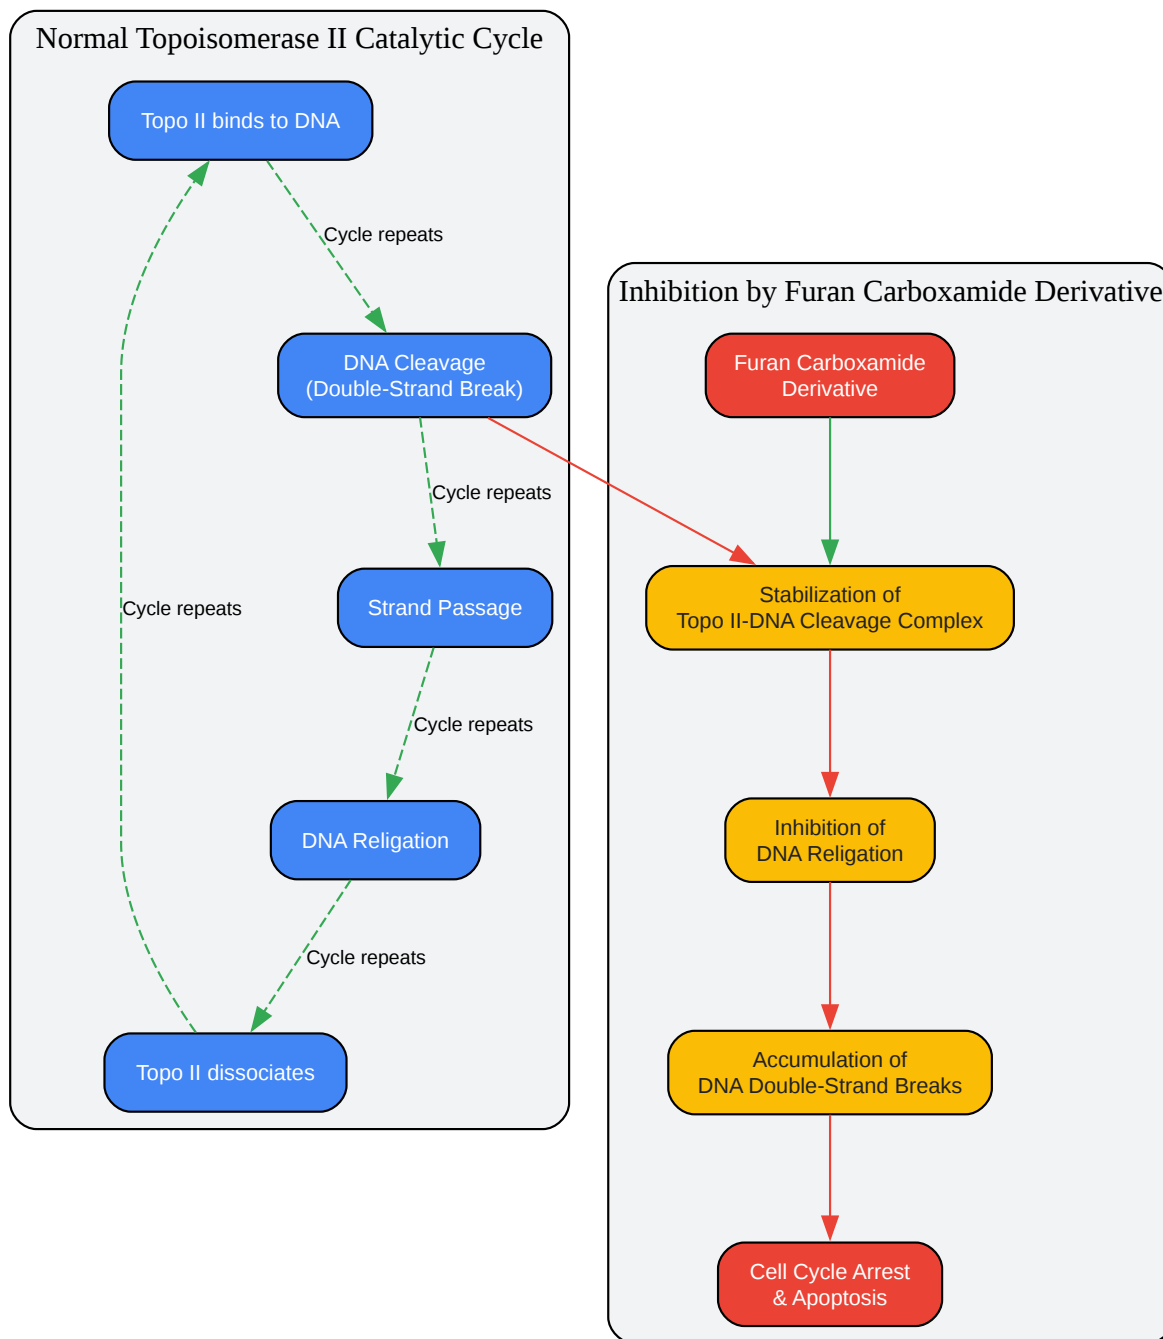 Normal Topoisomerase II Catalytic Cycle
Topo II binds to DNA
Cycle repeats
DNA Cleavage
(Double-Strand Break)
Cycle repeats
Strand Passage
Cycle repeats
Cycle repeats
DNA Religation
Cycle repeats
Topo II dissociates
Inhibition by Furan Carboxamide Derivative
Furan Carboxamide
Derivative
Stabilization of
Topo II-DNA Cleavage Complex
Inhibition of
DNA Religation
Accumulation of
DNA Double-Strand Breaks
Cell Cycle Arrest
& Apoptosis